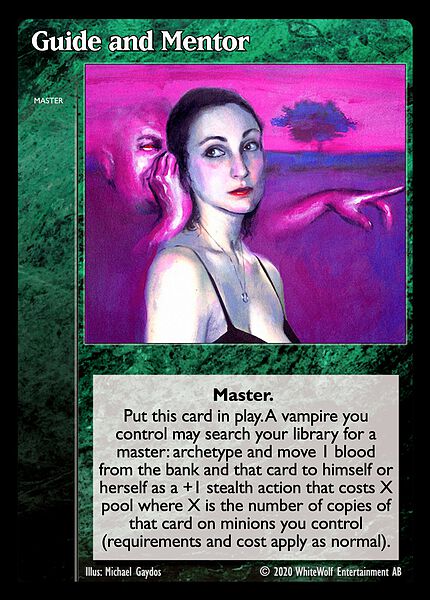 Guide and Mentor
MASTER
Master.
Put this card in play. A vampire you
control may search your library for a
master: archetype and move 1 blood
from the bank and that card to himself or
herself as a +1 stealth action that costs X
pool where X is the number of copies of
that card on minions you control
(requirements and cost apply as normal).
Illus: Michael Gaydos
© 2020 WhiteWolf Entertainment AB